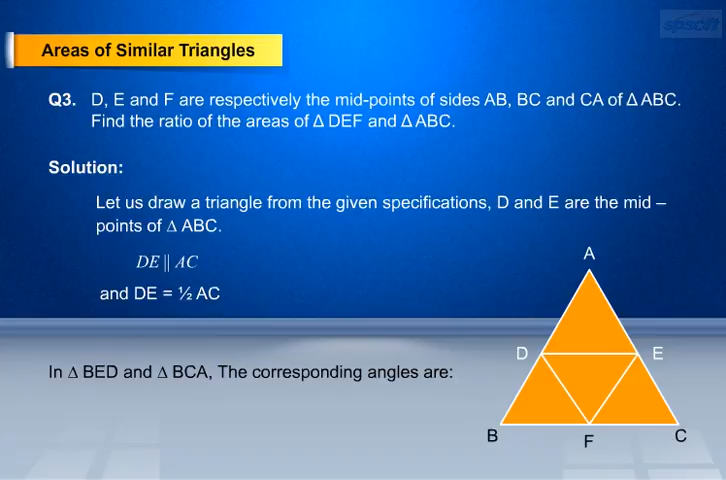 spsoft
Areas of Similar Triangles
Q3. D, E and F are respectively the mid-points of sides AB, BC and CA of Δ ABC.
Find the ratio of the areas of Δ DEF and Δ ABC.
Solution:
Let us draw a triangle from the given specifications, D and E are the mid –
points of Δ ABC.
DE || AC
and DE = ½ AC
In Δ BED and Δ BCA, The corresponding angles are:
A
D
E
B
F
C